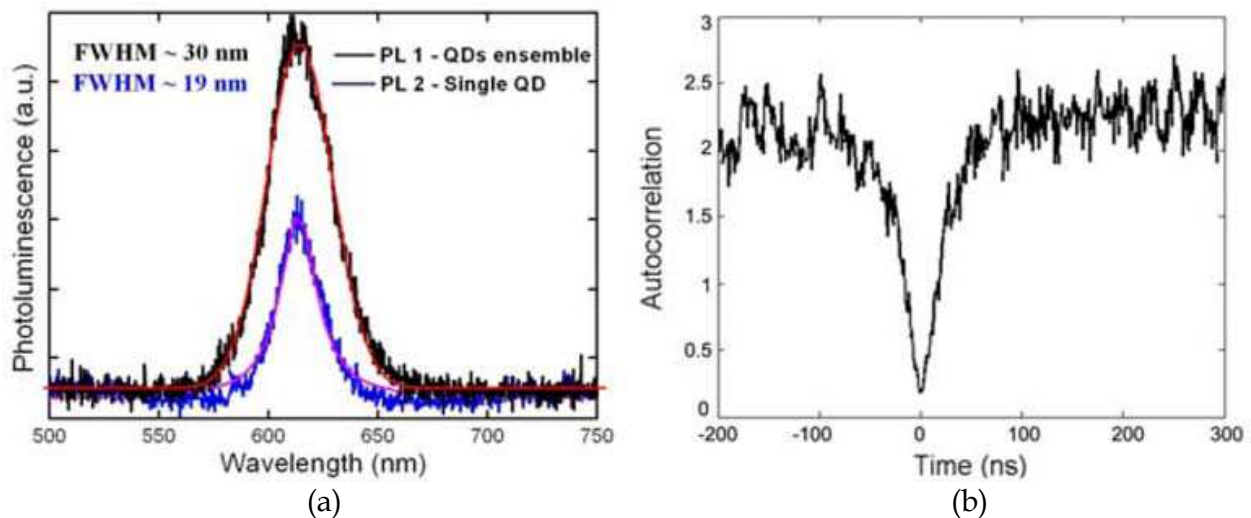 FWHM ~ 30 nm
FWHM ~ 19 nm
PL 1 - QDs ensemble
PL 2 - Single QD
Photoluminescence (a.u.)
500 550 600 650 700 750
Wavelength (nm)
(a)
3
2.5
2
1.5
1
0.5
0
Autocorrelation
-200 -100 0 100 200 300
Time (ns)
(b)